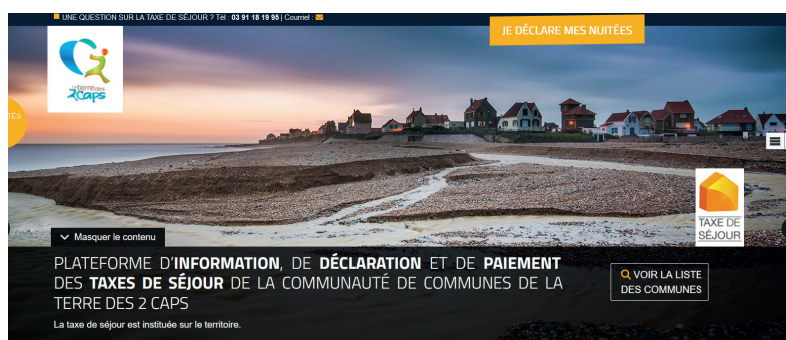 UNE QUESTION SUR LA TAXE DE SÉJOUR ? Tél : 03 91 18 19 95 | Courriel :
JE DÉCLARE MES NUITÉES
la terre des
2 caps
TÉS
TAXE DE
SÉJOUR
Masquer le contenu
PLATEFORME D'INFORMATION, DE DÉCLARATION ET DE PAIEMENT
DES TAXES DE SÉJOUR DE LA COMMUNAUTÉ DE COMMUNES DE LA
TERRE DES 2 CAPS
VOIR LA LISTE
DES COMMUNES
La taxe de séjour est instituée sur le territoire.